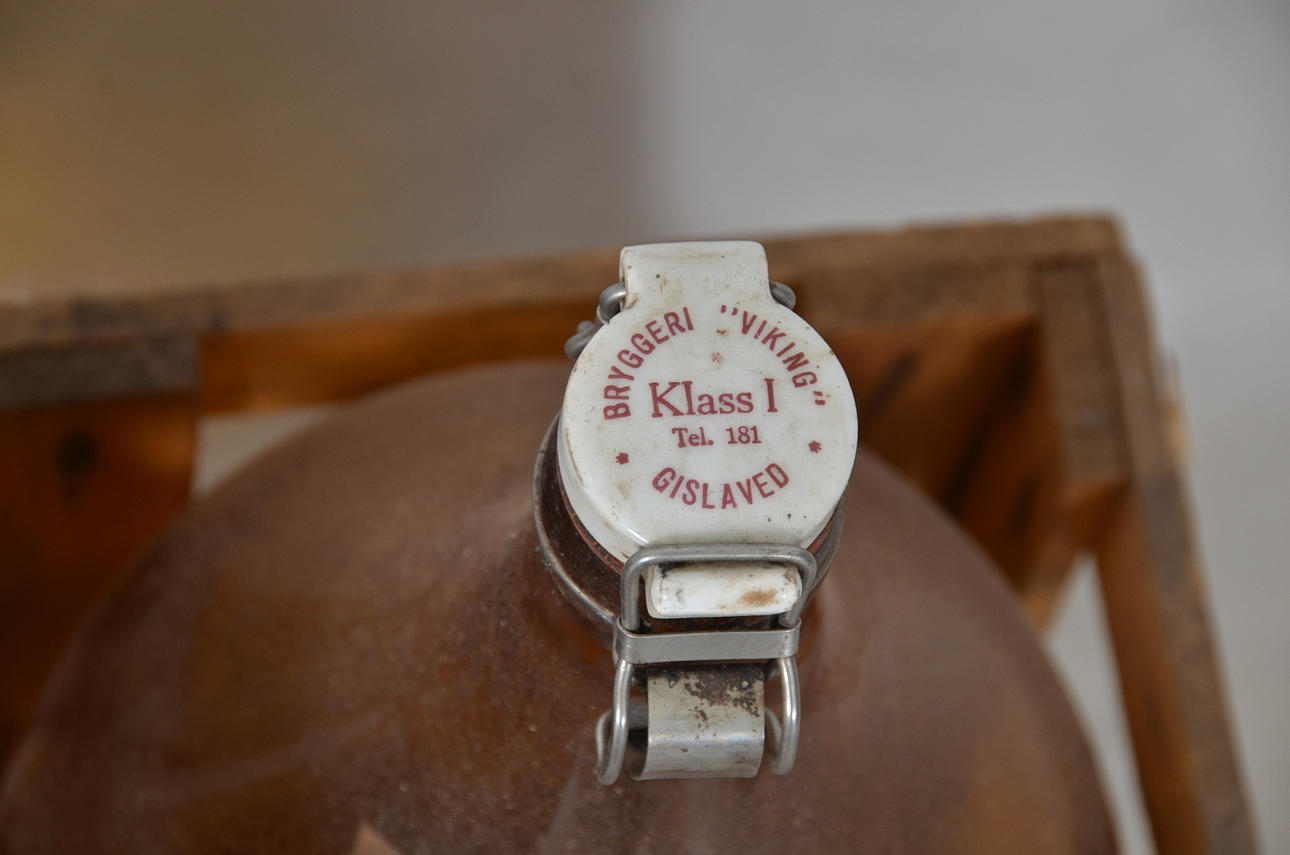 BRYGGERI "VIKING"
Klass I
Tel. 181
* GISLAVED *